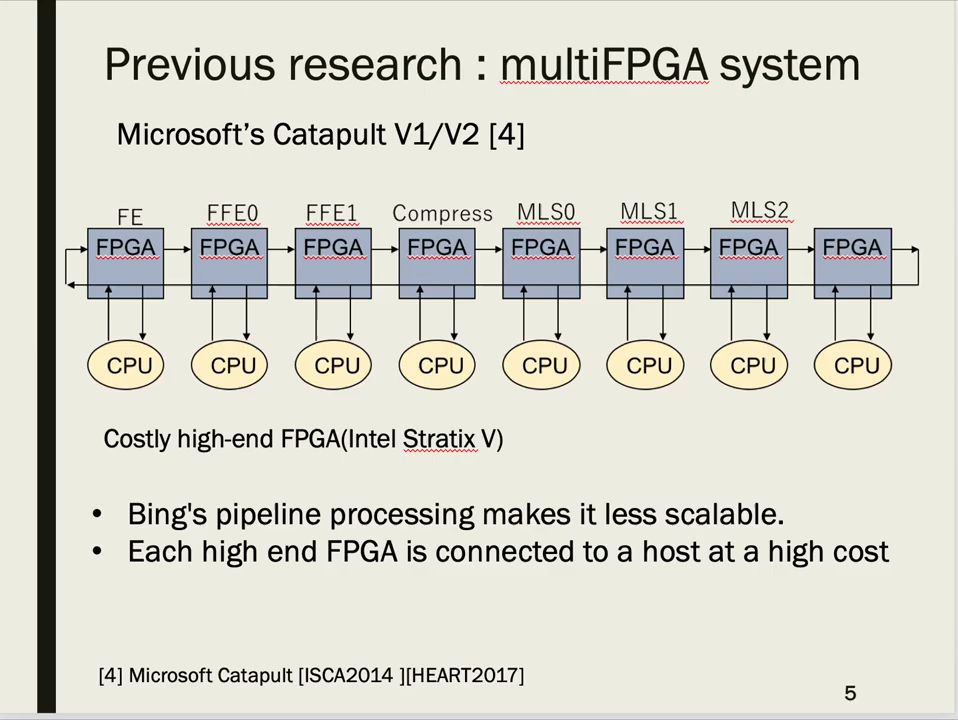 Previous research : multiFPGA system
Microsoft’s Catapult V1/V2 [4]
FE FFE0 FFE1 Compress MLS0 MLS1 MLS2
FPGA FPGA FPGA FPGA FPGA FPGA FPGA FPGA
CPU CPU CPU CPU CPU CPU CPU CPU
Costly high-end FPGA(Intel Stratix V)
• Bing's pipeline processing makes it less scalable.
• Each high end FPGA is connected to a host at a high cost
[4] Microsoft Catapult [ISCA2014 ][HEART2017]
5